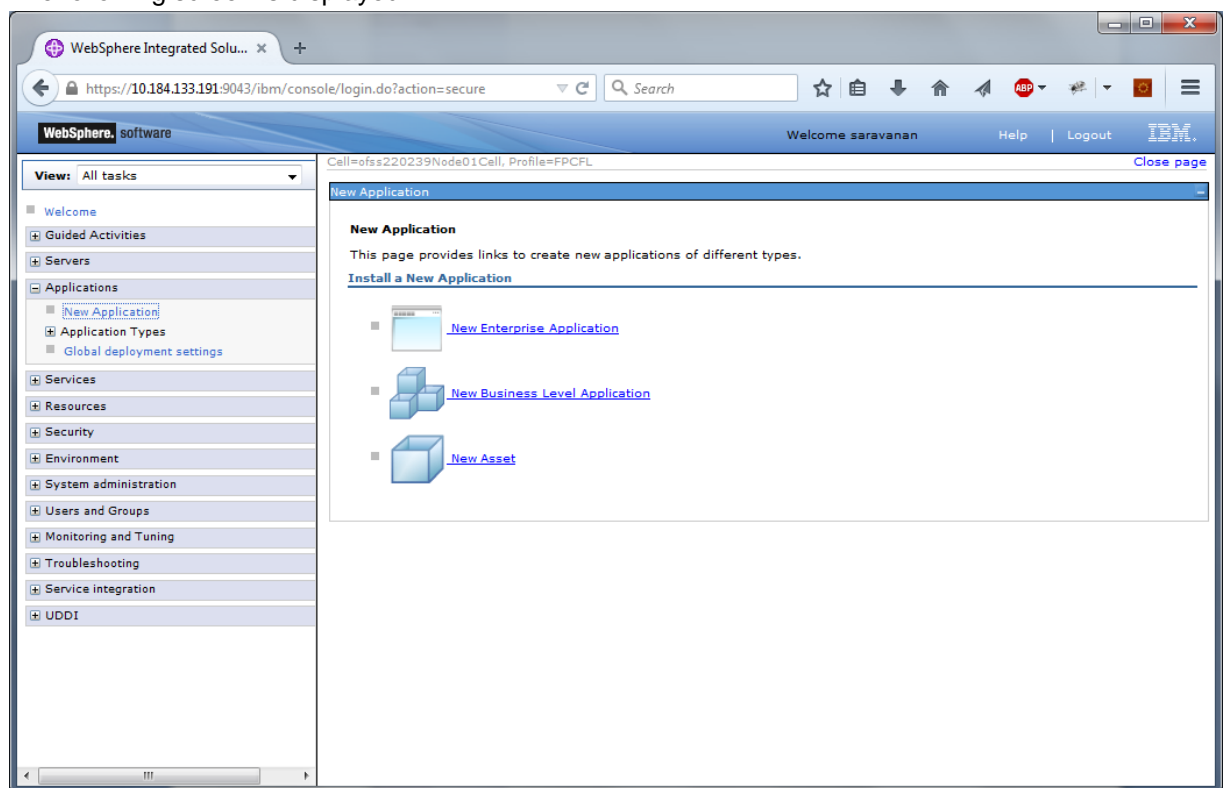 WebSphere Integrated Solu...
https://10.184.133.191:9043/ibm/console/login.do?action=secure
Search
ABP
WebSphere. software
Welcome saravanan
Help | Logout
IBM.
View: All tasks
Welcome
Guided Activities
Servers
Applications
New Application
Application Types
Global deployment settings
Services
Resources
Security
Environment
System administration
Users and Groups
Monitoring and Tuning
Troubleshooting
Service integration
UDDI
Cell=ofss220239Node01Cell, Profile=FPCFL
Close page
New Application
New Application
This page provides links to create new applications of different types.
Install a New Application
New Enterprise Application
New Business Level Application
New Asset